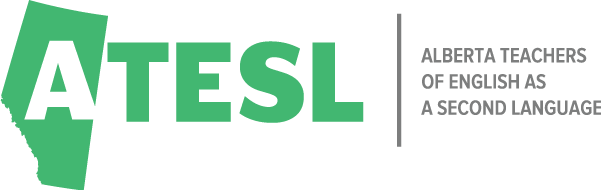 ATESL
ALBERTA TEACHERS
OF ENGLISH AS
A SECOND LANGUAGE